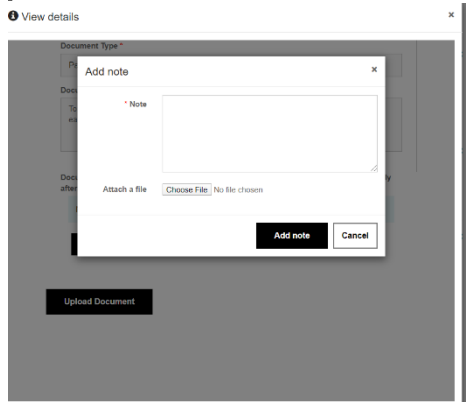 View details ×
Document Type *
Add note ×
* Note
Attach a file Choose File No file chosen
Add note Cancel
Upload Document